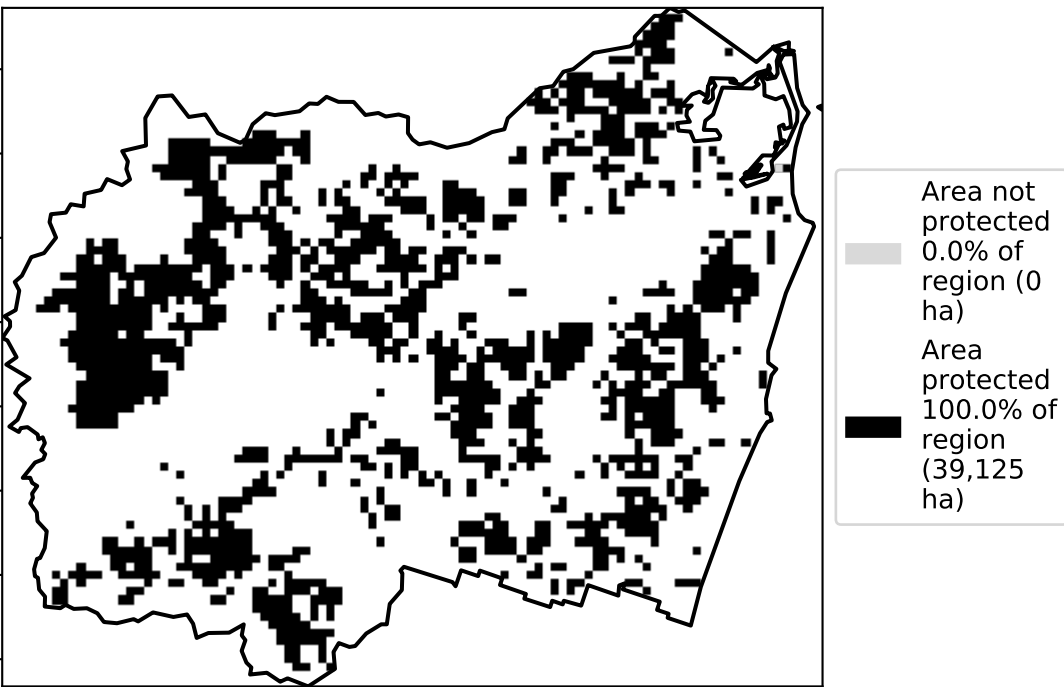 Area not
protected
0.0% of
region (0
ha)
Area
protected
100.0% of
region
(39,125
ha)